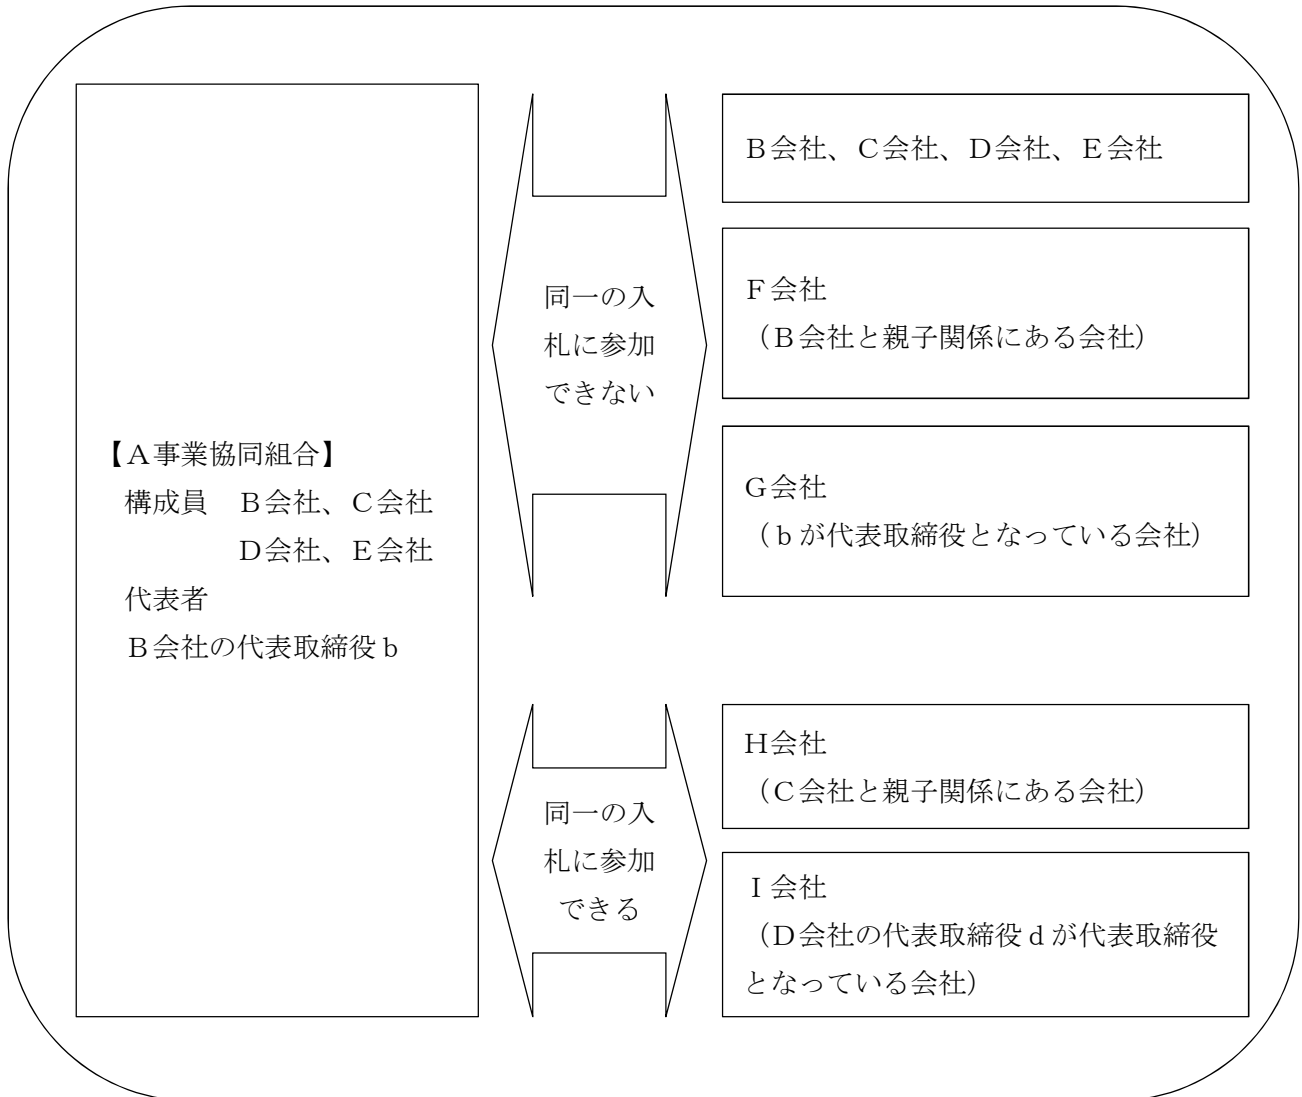 【A事業協同組合】
構成員　B会社、C会社
D会社、E会社
代表者
B会社の代表取締役b
同一の入
札に参加
できない
B会社、C会社、D会社、E会社
F会社
（B会社と親子関係にある会社）
G会社
（bが代表取締役となっている会社）
同一の入
札に参加
できる
H会社
（C会社と親子関係にある会社）
I会社
（D会社の代表取締役dが代表取締役
となっている会社）